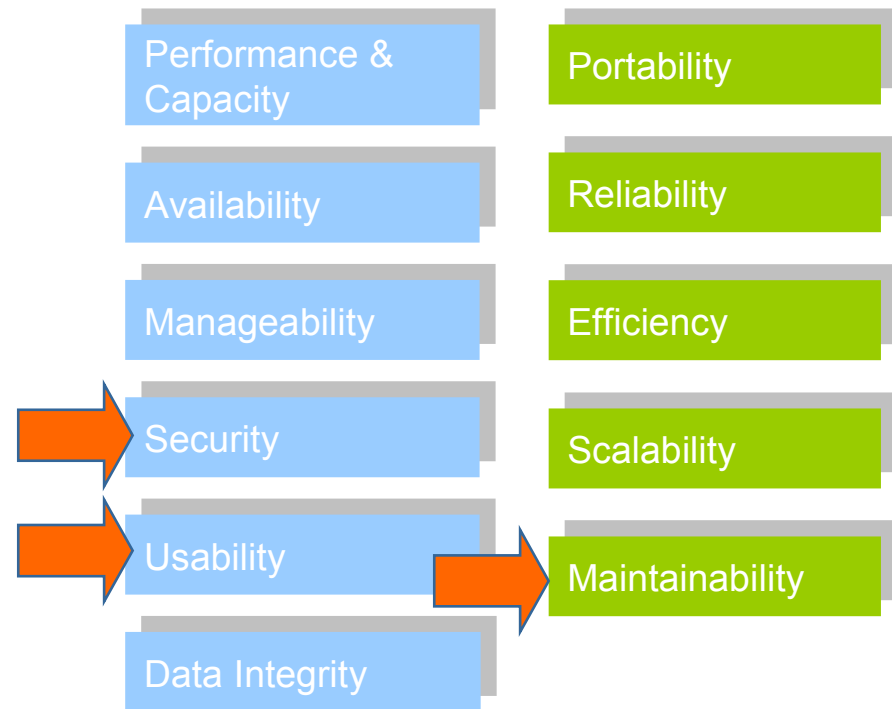 Performance &
Capacity
Availability
Manageability
Security
Usability
Data Integrity
Portability
Reliability
Efficiency
Scalability
Maintainability